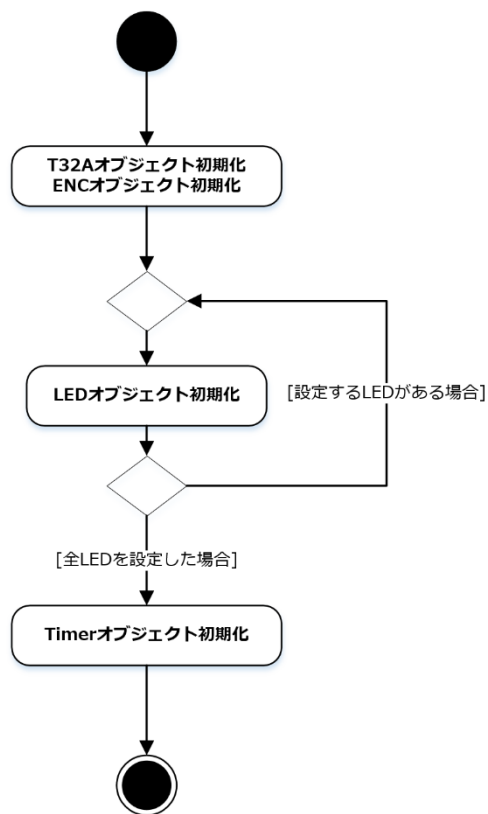 T32Aオブジェクト初期化
ENCオブジェクト初期化
LEDオブジェクト初期化
[設定するLEDがある場合]
[全LEDを設定した場合]
Timerオブジェクト初期化